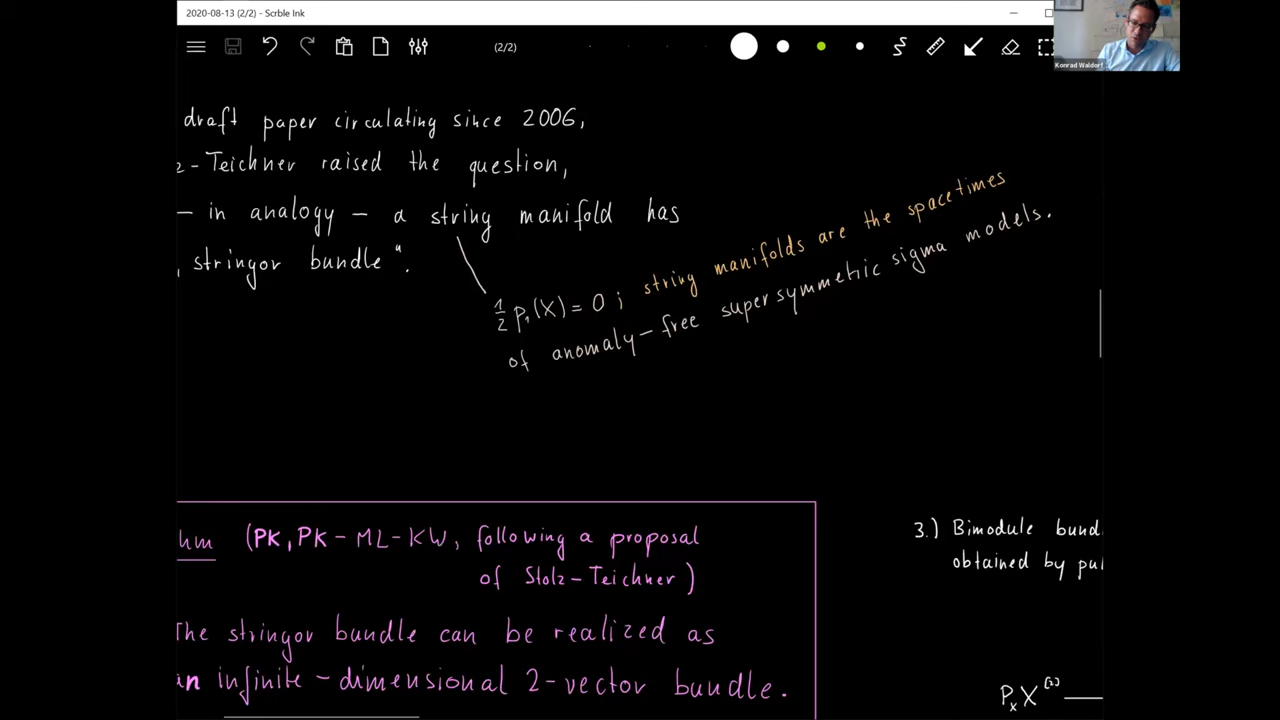 2020-08-13 (2/2) - Scrble Ink
(2/2)
Konrad Waldorf
draft paper circulating since 2006,
z-Teichner raised the question,
– in analogy – a string manifold has
stringor bundle".
½ p₁(X) = 0 ; string manifolds are the spacetimes
of anomaly-free supersymmetric sigma models.
hm (PK, PK-ML-KW, following a proposal
of Stolz-Teichner)
The stringor bundle can be realized as
an infinite-dimensional 2-vector bundle.
3.) Bimodule bund
obtained by pul
PₓX^[2]